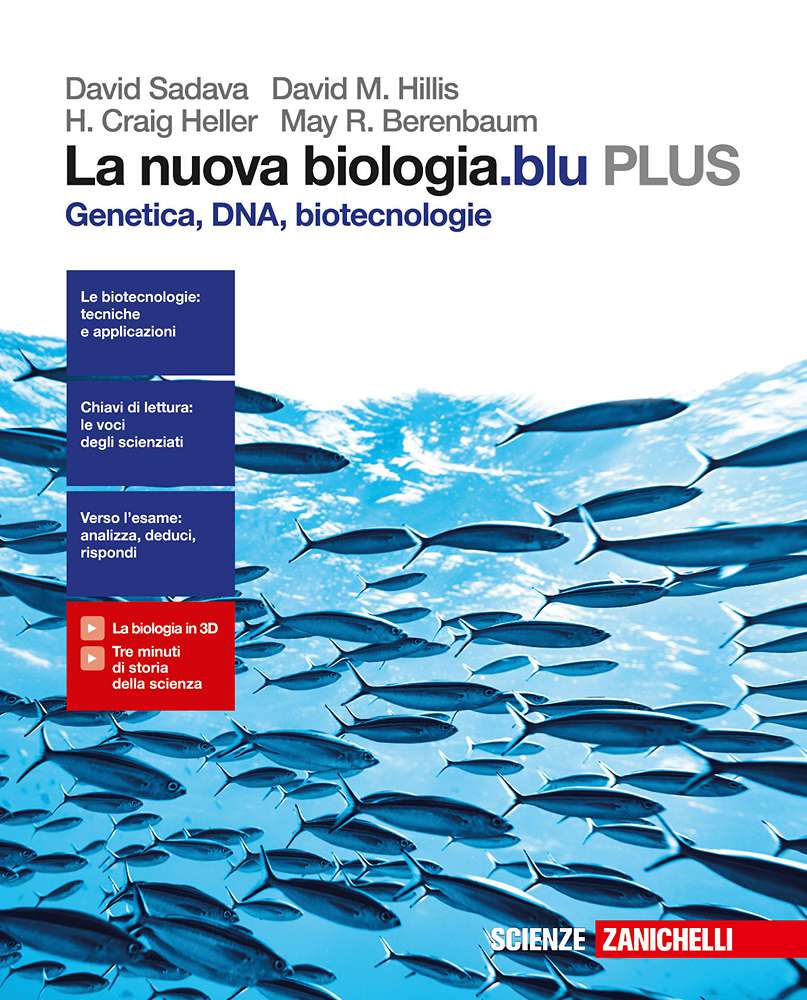 David Sadava David M. Hillis
H. Craig Heller May R. Berenbaum
La nuova biologia.blu PLUS
Genetica, DNA, biotecnologie
Le biotecnologie:
tecniche
e applicazioni
Chiavi di lettura:
le voci
degli scienziati
Verso l'esame:
analizza, deduci,
rispondi
La biologia in 3D
Tre minuti
di storia
della scienza
SCIENZE ZANICHELLI